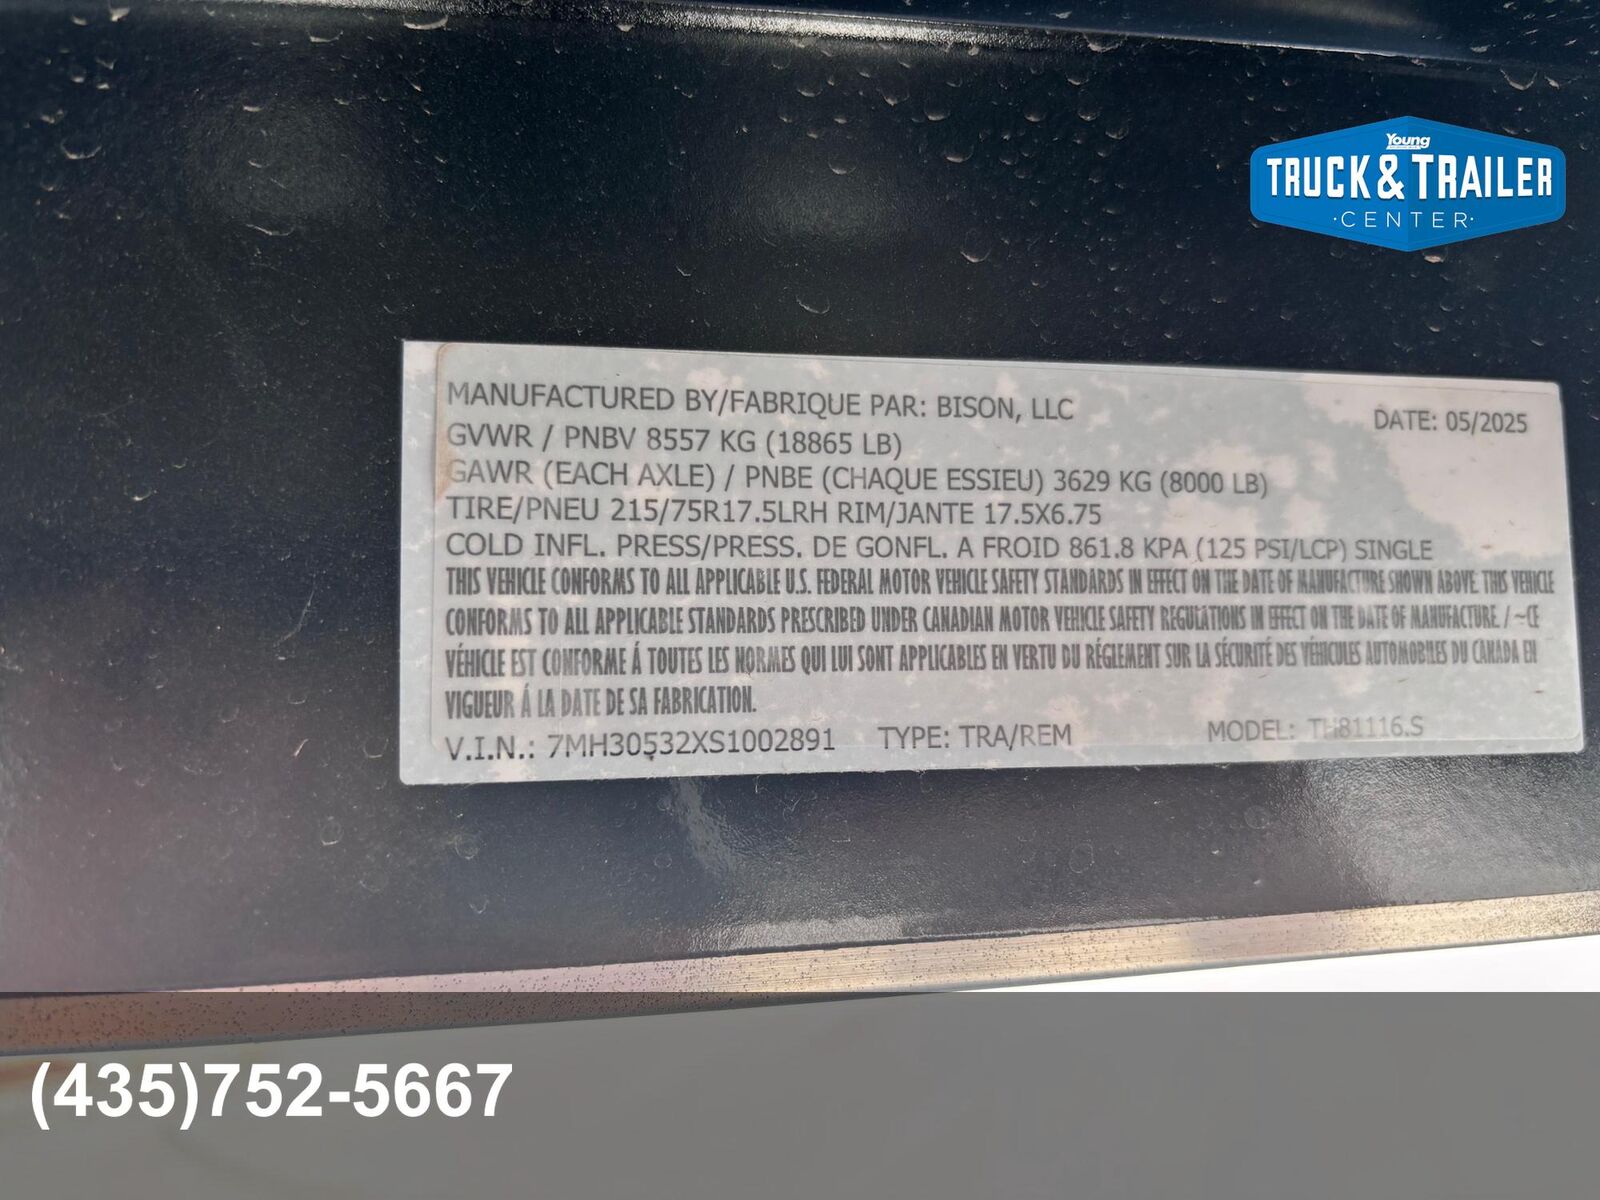 Young
TRUCK & TRAILER
·CENTER·
MANUFACTURED BY/FABRIQUE PAR: BISON, LLC
DATE: 05/2025
GVWR / PNBV 8557 KG (18865 LB)
GAWR (EACH AXLE) / PNBE (CHAQUE ESSIEU) 3629 KG (8000 LB)
TIRE/PNEU 215/75R17.5LRH RIM/JANTE 17.5X6.75
COLD INFL. PRESS/PRESS. DE GONFL. A FROID 861.8 KPA (125 PSI/LCP) SINGLE
THIS VEHICLE CONFORMS TO ALL APPLICABLE U.S. FEDERAL MOTOR VEHICLE SAFETY STANDARDS IN EFFECT ON THE DATE OF MANUFACTURE SHOWN ABOVE. THIS VEHICLE
CONFORMS TO ALL APPLICABLE STANDARDS PRESCRIBED UNDER CANADIAN MOTOR VEHICLE SAFETY REGULATIONS IN EFFECT ON THE DATE OF MANUFACTURE. / ~CE
VÉHICLE EST CONFORME Á TOUTES LES NORMES QUI LUI SONT APPLICABLES EN VERTU DU RÉGLEMENT SUR LA SÉCURITÉ DES VÉHICULES AUTOMOBILES DU CANADA EN
VIGUEUR Á LA DATE DE SA FABRICATION.
V.I.N.: 7MH30532XS1002891 TYPE: TRA/REM MODEL: TH81116.S
(435)752-5667